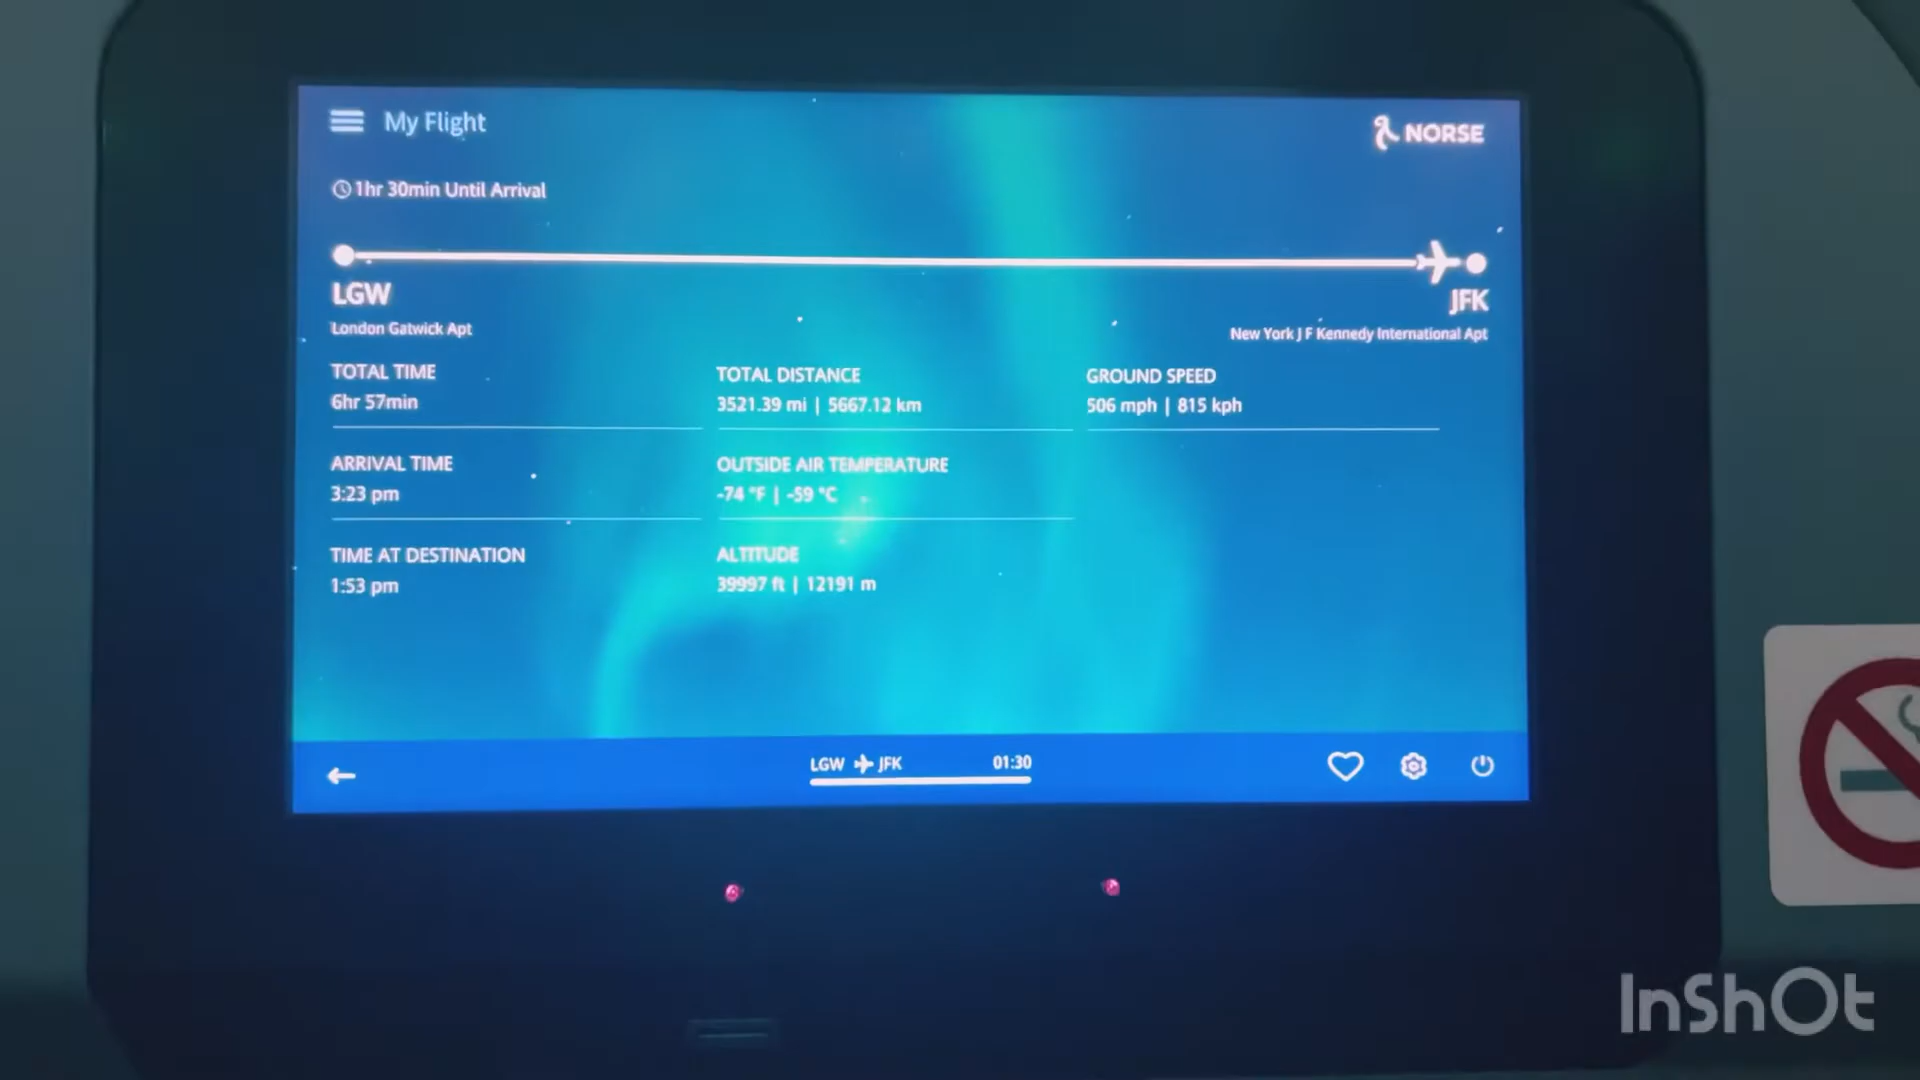 My Flight
NORSE
1hr 30min Until Arrival
LGW
JFK
London Gatwick Apt
New York J F Kennedy International Apt
TOTAL TIME
6hr 57min
TOTAL DISTANCE
3521.39 mi | 5667.12 km
GROUND SPEED
506 mph | 815 kph
ARRIVAL TIME
3:23 pm
OUTSIDE AIR TEMPERATURE
-74 °F | -59 °C
TIME AT DESTINATION
1:53 pm
ALTITUDE
39997 ft | 12191 m
LGW JFK 01:30
InShOt